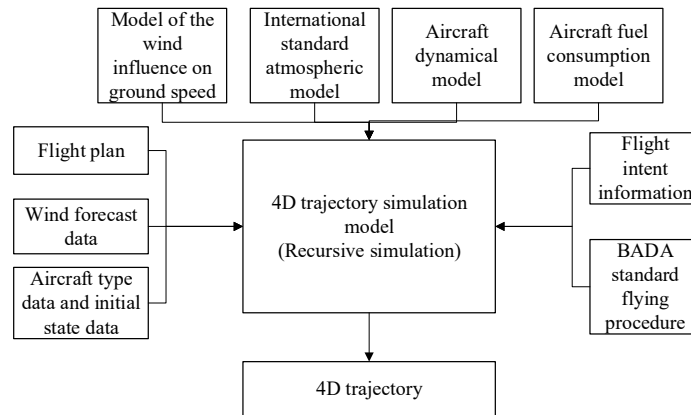 Model of the
wind
influence on
ground speed
International
standard
atmospheric
model
Aircraft
dynamical
model
Aircraft fuel
consumption
model
Flight plan
Wind forecast
data
Aircraft type
data and initial
state data
4D trajectory simulation
model
(Recursive simulation)
Flight
intent
information
BADA
standard
flying
procedure
4D trajectory